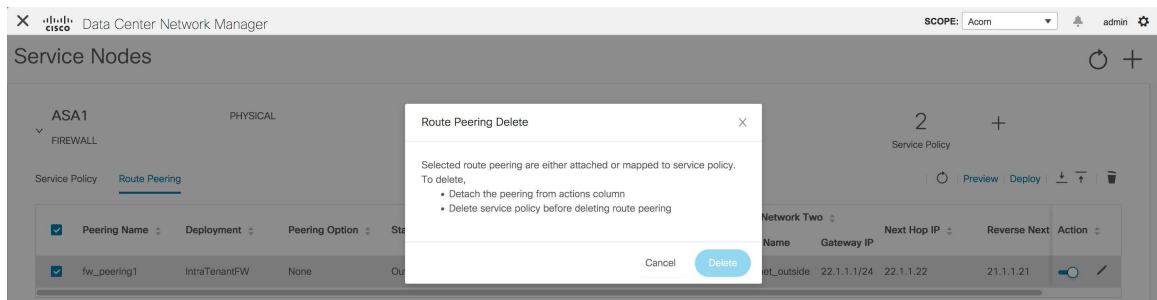 CISCO Data Center Network Manager SCOPE: Acorn admin
Service Nodes
ASA1 PHYSICAL
FIREWALL
2
Service Policy
Service Policy Route Peering
Preview Deploy
Route Peering Delete
Selected route peering are either attached or mapped to service policy.
To delete,
• Detach the peering from actions column
• Delete service policy before deleting route peering
Cancel Delete
Network Two
Peering Name Deployment Peering Option Next Hop IP Reverse Next Action
Name Gateway IP
fw_peering1 IntraTenantFW None 22.1.1.1/24 22.1.1.22 21.1.1.21